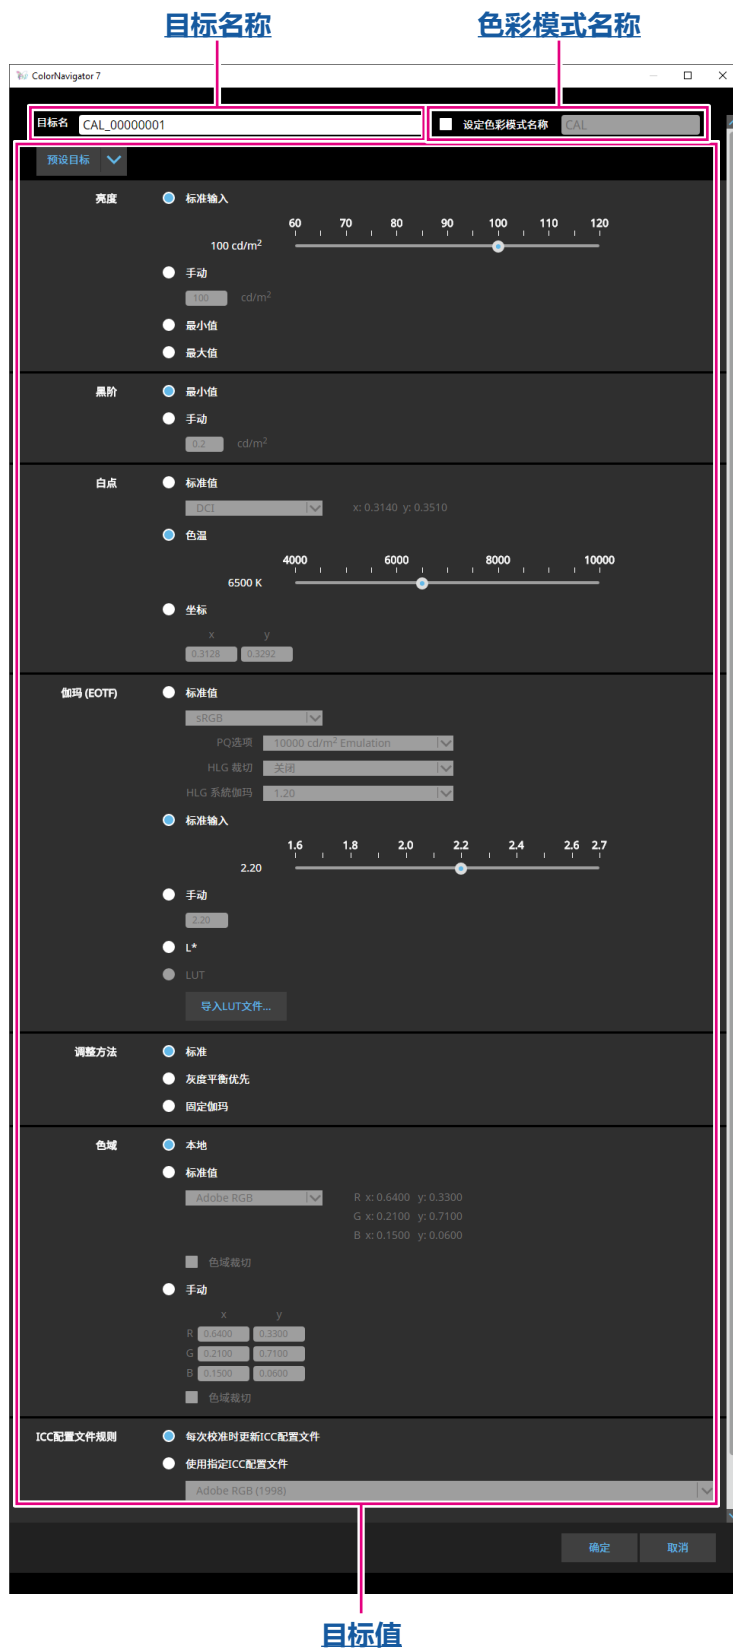 目标名称 色彩模式名称
ColorNavigator 7
目标名 CAL_00000001 设定色彩模式名称 CAL
预设目标
亮度 标准输入
60 70 80 90 100 110 120
100 cd/m²
手动
100 cd/m²
最小值
最大值
黑阶 最小值
手动
0.2 cd/m²
白点 标准值
DCI x: 0.3140 y: 0.3510
色温
4000 6000 8000 10000
6500 K
坐标
x y
0.3128 0.3292
伽玛 (EOTF) 标准值
sRGB
PQ选项 10000 cd/m² Emulation
HLG 裁切 关闭
HLG 系統伽玛 1.20
标准输入
1.6 1.8 2.0 2.2 2.4 2.6 2.7
2.20
手动
2.20
L*
LUT
导入LUT文件...
调整方法 标准
灰度平衡优先
固定伽玛
色域 本地
标准值
Adobe RGB R x: 0.6400 y: 0.3300
G x: 0.2100 y: 0.7100
B x: 0.1500 y: 0.0600
色域裁切
手动
x y
R 0.6400 0.3300
G 0.2100 0.7100
B 0.1500 0.0600
色域裁切
ICC配置文件规则 每次校准时更新ICC配置文件
使用指定ICC配置文件
Adobe RGB (1998)
确定 取消
目标值